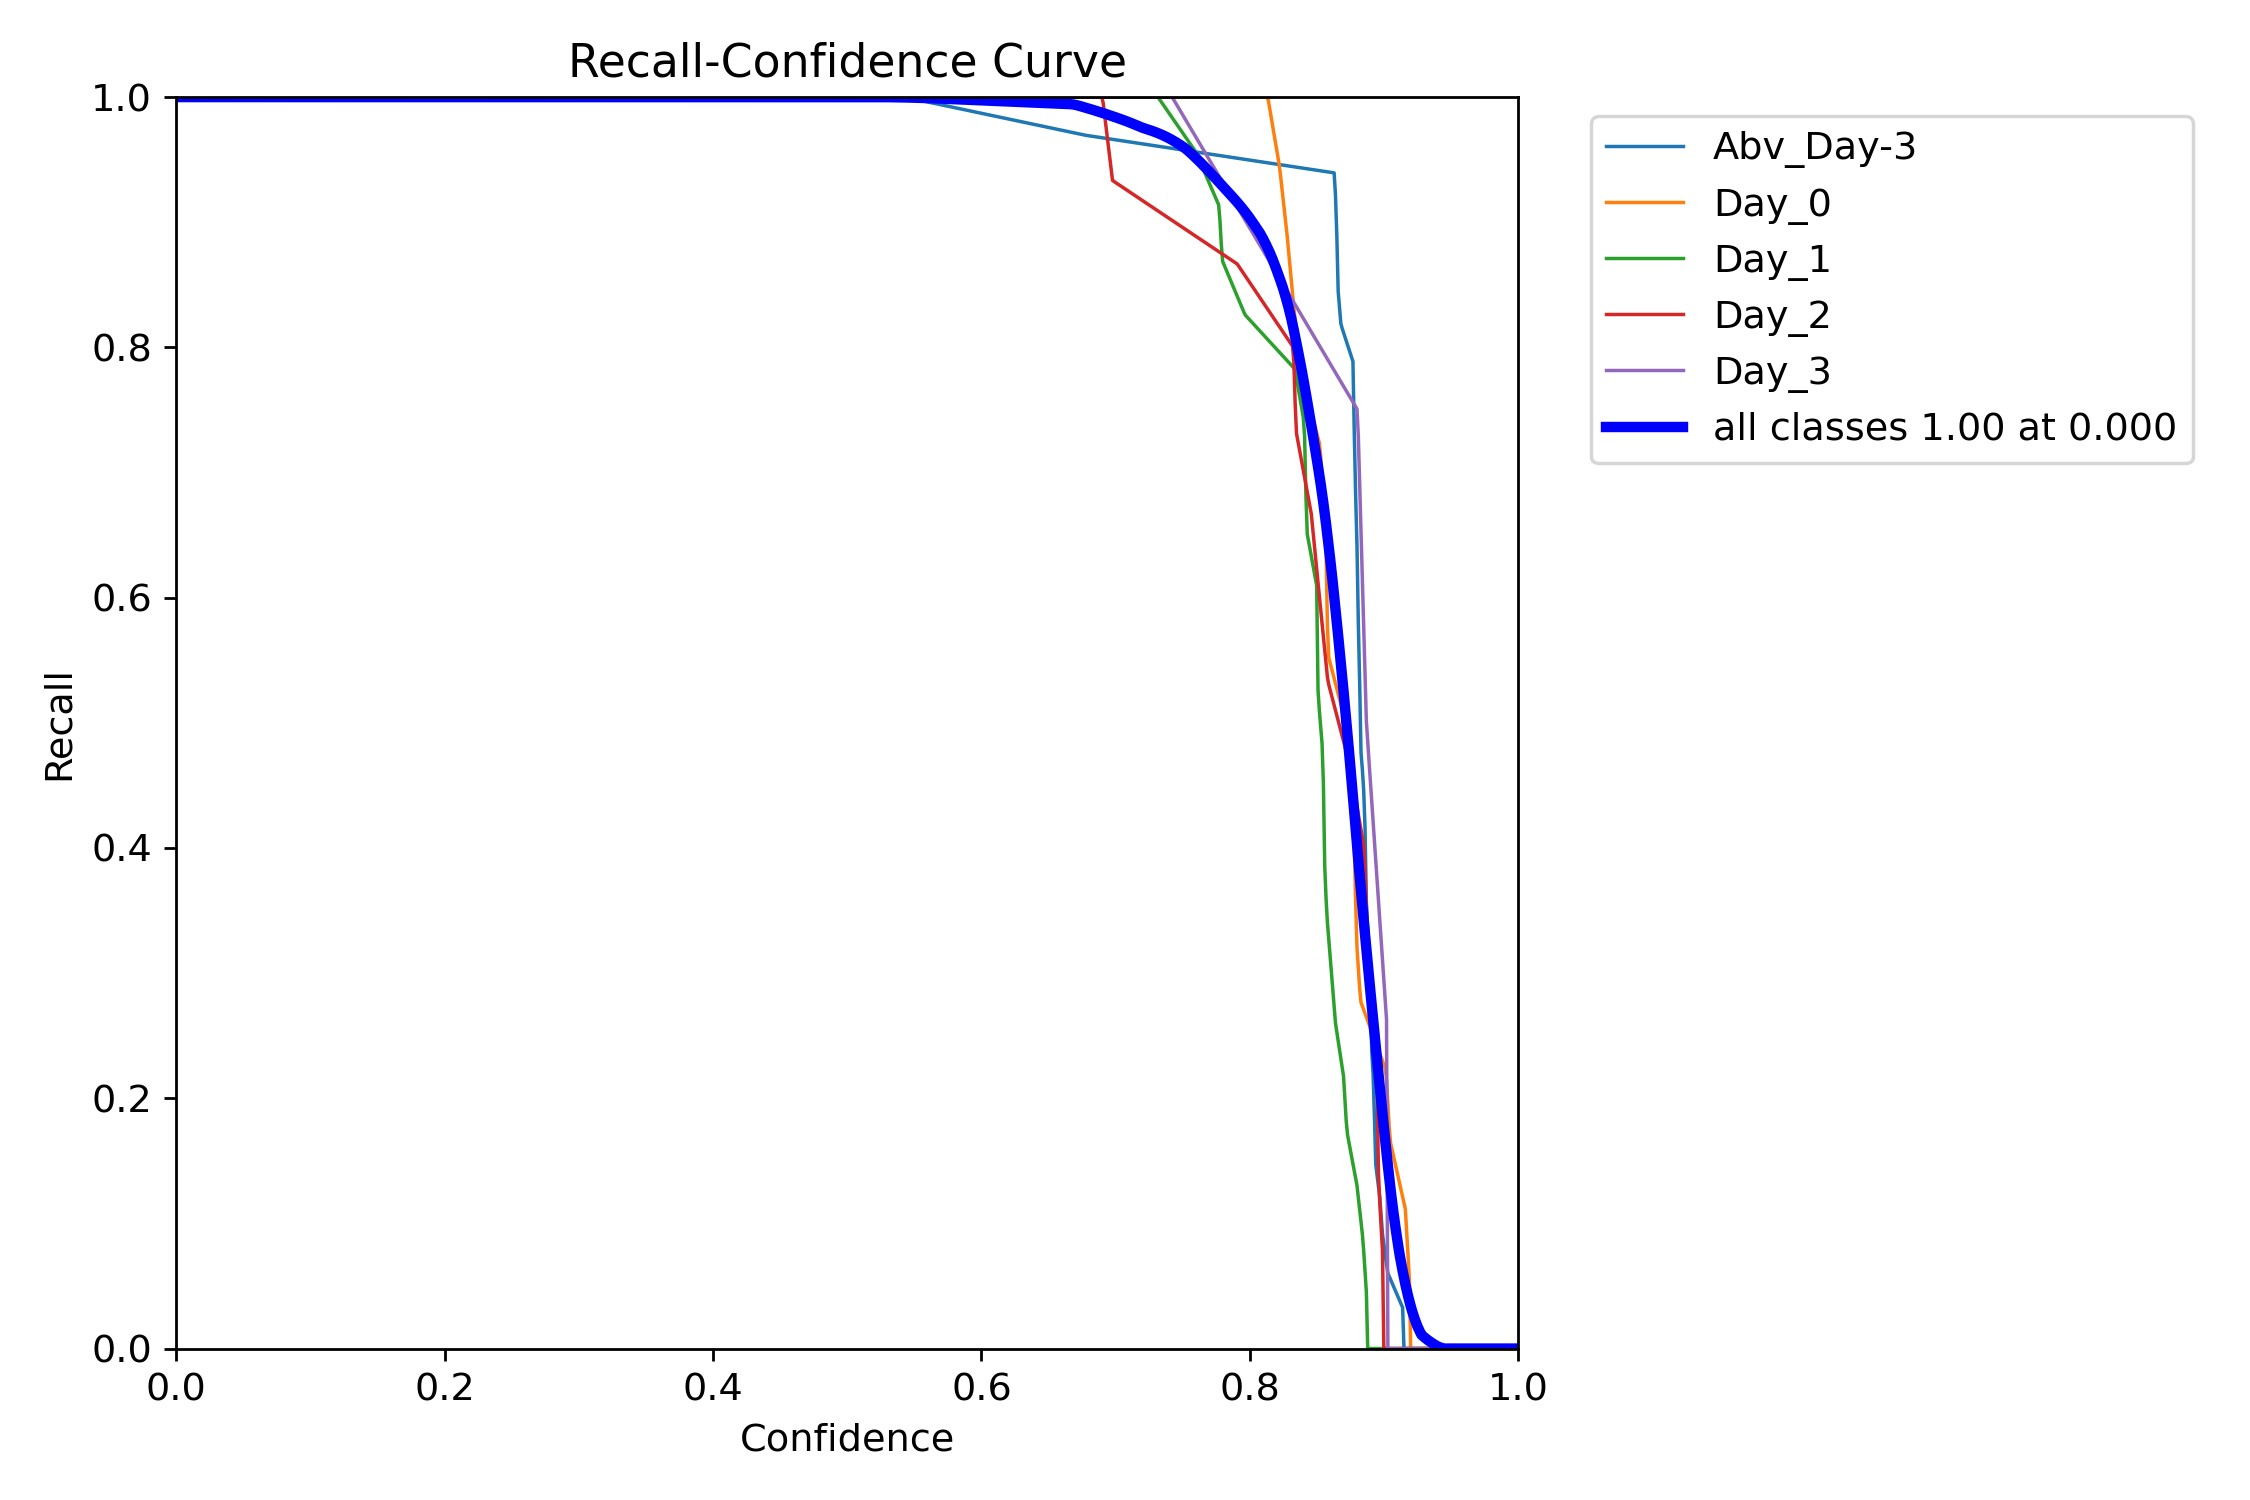 Recall-Confidence Curve
1.0
0.8
0.6
0.4
0.2
0.0
Recall
0.0 0.2 0.4 0.6 0.8 1.0
Confidence
Abv_Day-3
Day_0
Day_1
Day_2
Day_3
all classes 1.00 at 0.000